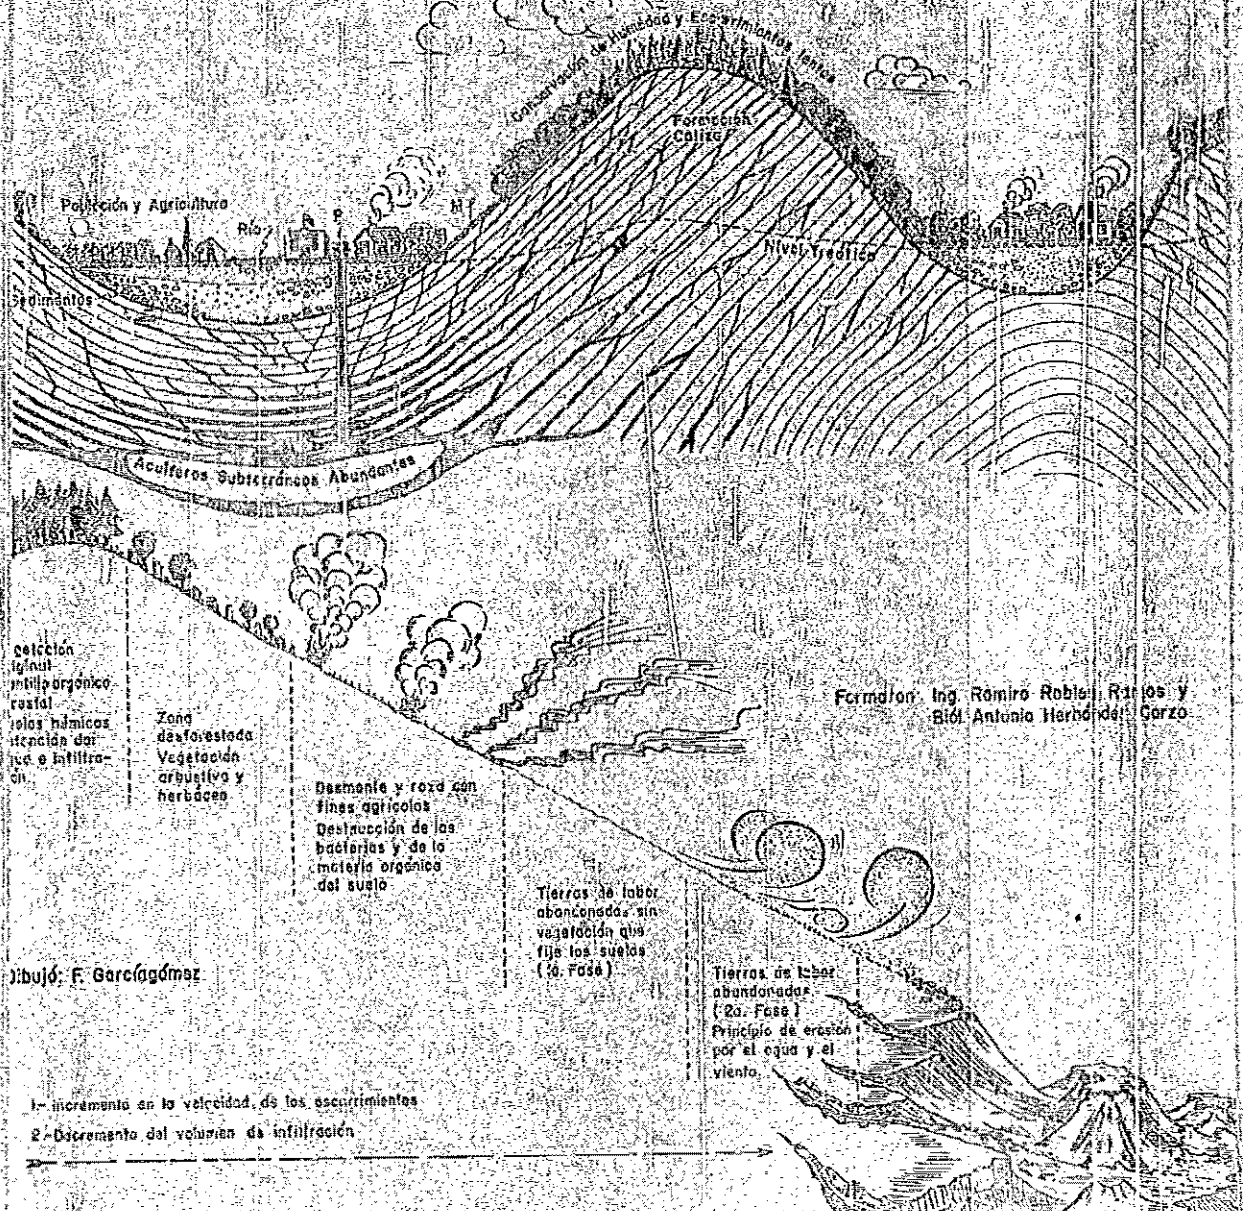 Conservación de Humedad y Escurrimientos lentos
Formación
Caliza
Población y Agricultura
Río
P
M
Nivel Freático
Sedimentos
Acuíferos Subterráneos Abundantes
Formaron: Ing. Ramiro Robles Ramos y
Biól. Antonio Hernández Corzo
Zona
desforestada
Vegetación
arbustiva y
herbácea
Desmonte y roza con
fines agrícolas
Destrucción de las
bacterias y de la
materia orgánica
del suelo
Tierras de labor
abandonadas sin
vegetación que
fije los suelos
(1a. Fase)
Tierras de labor
abandonadas
(2a. Fase)
Principio de erosión
por el agua y el
viento.
Dibujó: F. Garcíagómez
1.- incremento en la velocidad de los escurrimientos
2.- Decremento del volumen de infiltración